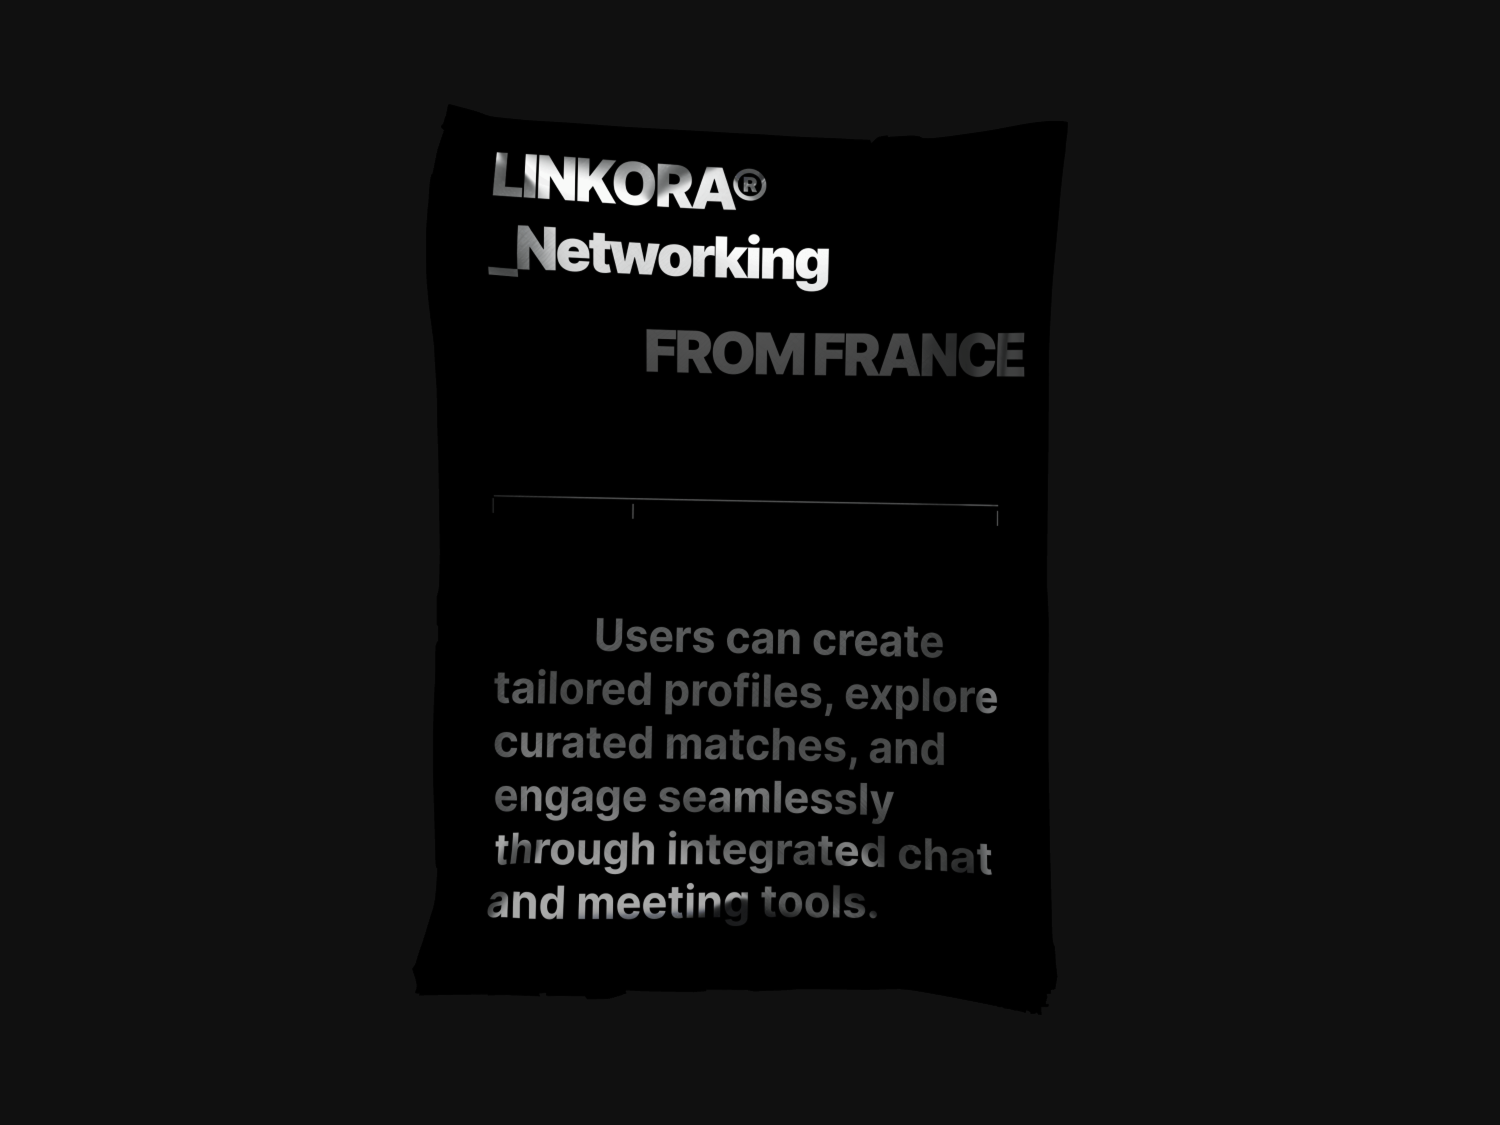 LINKORA®
_Networking
FROM FRANCE
Users can create
tailored profiles, explore
curated matches, and
engage seamlessly
through integrated chat
and meeting tools.